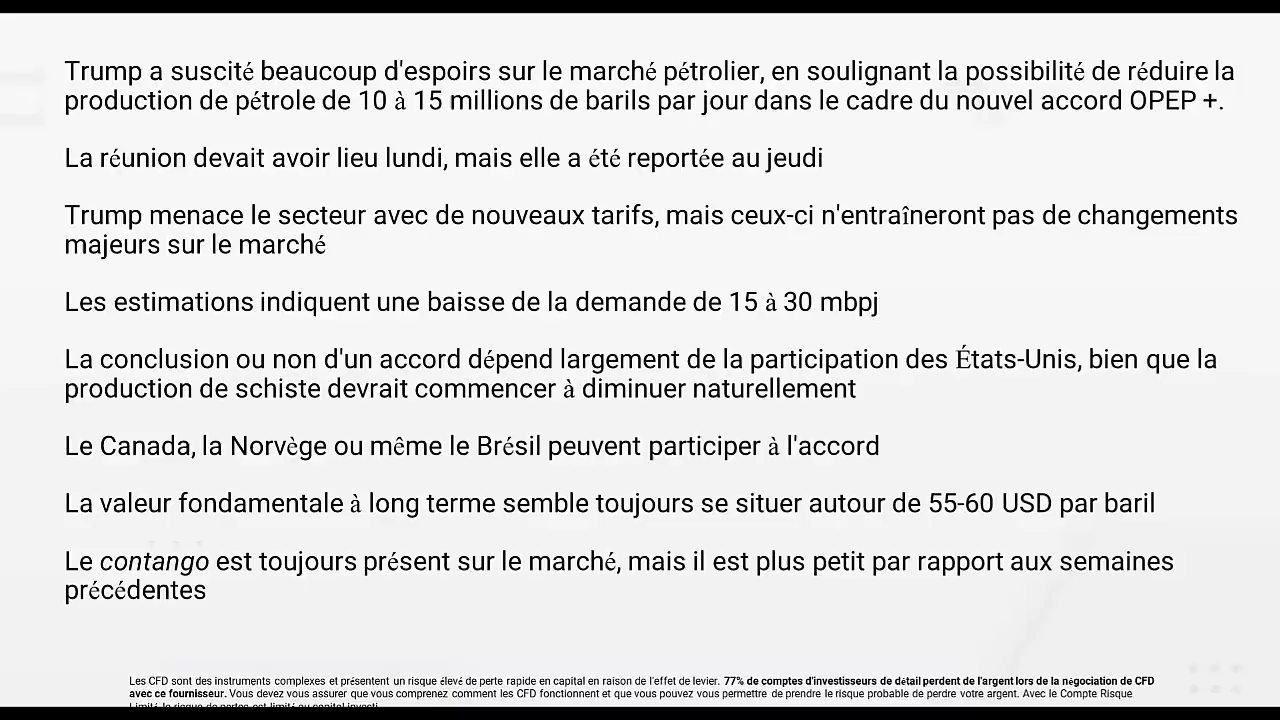 Trump a suscité beaucoup d'espoirs sur le marché pétrolier, en soulignant la possibilité de réduire la
production de pétrole de 10 à 15 millions de barils par jour dans le cadre du nouvel accord OPEP +.
La réunion devait avoir lieu lundi, mais elle a été reportée au jeudi
Trump menace le secteur avec de nouveaux tarifs, mais ceux-ci n'entraîneront pas de changements
majeurs sur le marché
Les estimations indiquent une baisse de la demande de 15 à 30 mbpj
La conclusion ou non d'un accord dépend largement de la participation des États-Unis, bien que la
production de schiste devrait commencer à diminuer naturellement
Le Canada, la Norvège ou même le Brésil peuvent participer à l'accord
La valeur fondamentale à long terme semble toujours se situer autour de 55-60 USD par baril
Le contango est toujours présent sur le marché, mais il est plus petit par rapport aux semaines
précédentes
Les CFD sont des instruments complexes et présentent un risque élevé de perte rapide en capital en raison de l'effet de levier. 77% de comptes d'investisseurs de détail perdent de l'argent lors de la négociation de CFD
avec ce fournisseur. Vous devez vous assurer que vous comprenez comment les CFD fonctionnent et que vous pouvez vous permettre de prendre le risque probable de perdre votre argent. Avec le Compte Risque
Limité, le risque de pertes est limité au capital investi.